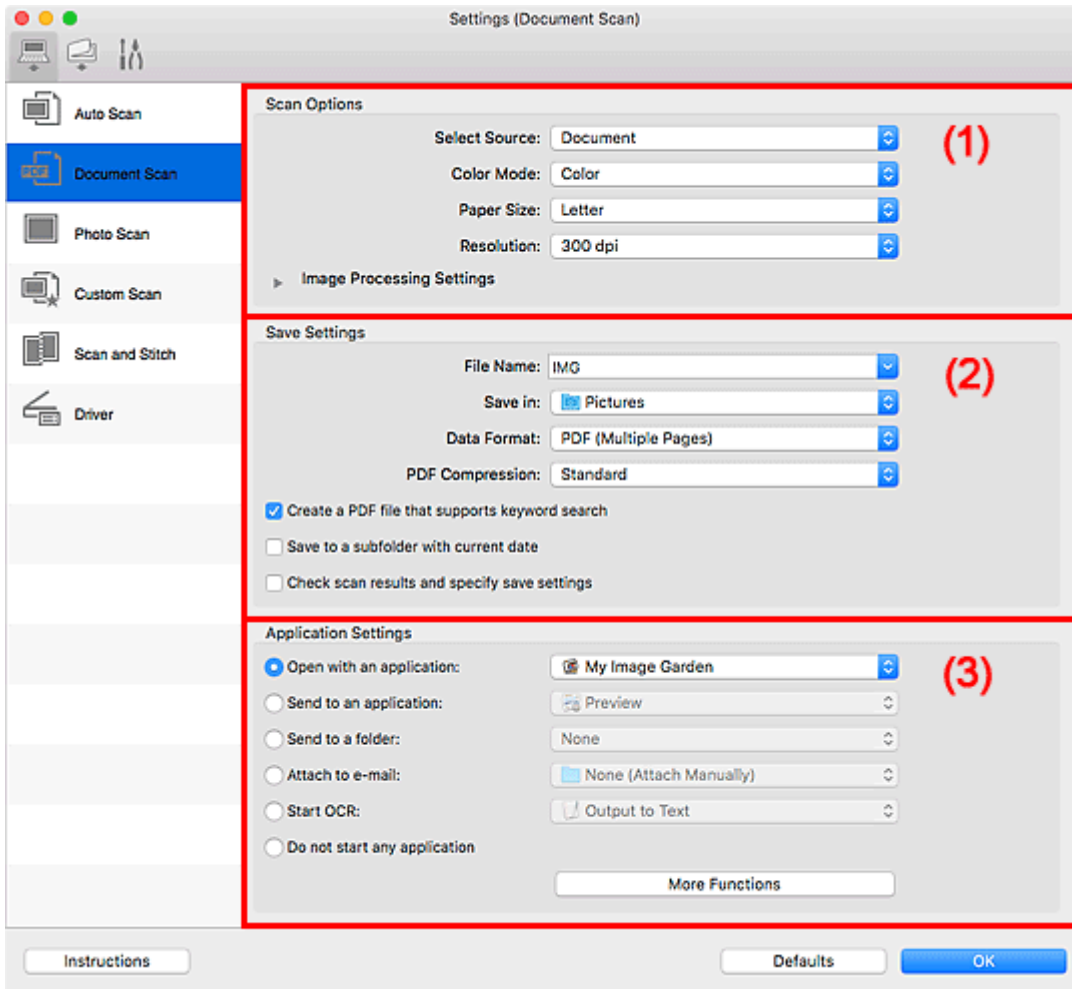 Settings (Document Scan)
Auto Scan
Document Scan
Photo Scan
Custom Scan
Scan and Stitch
Driver
Scan Options
(1)
Select Source: Document
Color Mode: Color
Paper Size: Letter
Resolution: 300 dpi
Image Processing Settings
Save Settings
(2)
File Name: IMG
Save in: Pictures
Data Format: PDF (Multiple Pages)
PDF Compression: Standard
Create a PDF file that supports keyword search
Save to a subfolder with current date
Check scan results and specify save settings
Application Settings
(3)
Open with an application: My Image Garden
Send to an application: Preview
Send to a folder: None
Attach to e-mail: None (Attach Manually)
Start OCR: Output to Text
Do not start any application
More Functions
Instructions
Defaults
OK